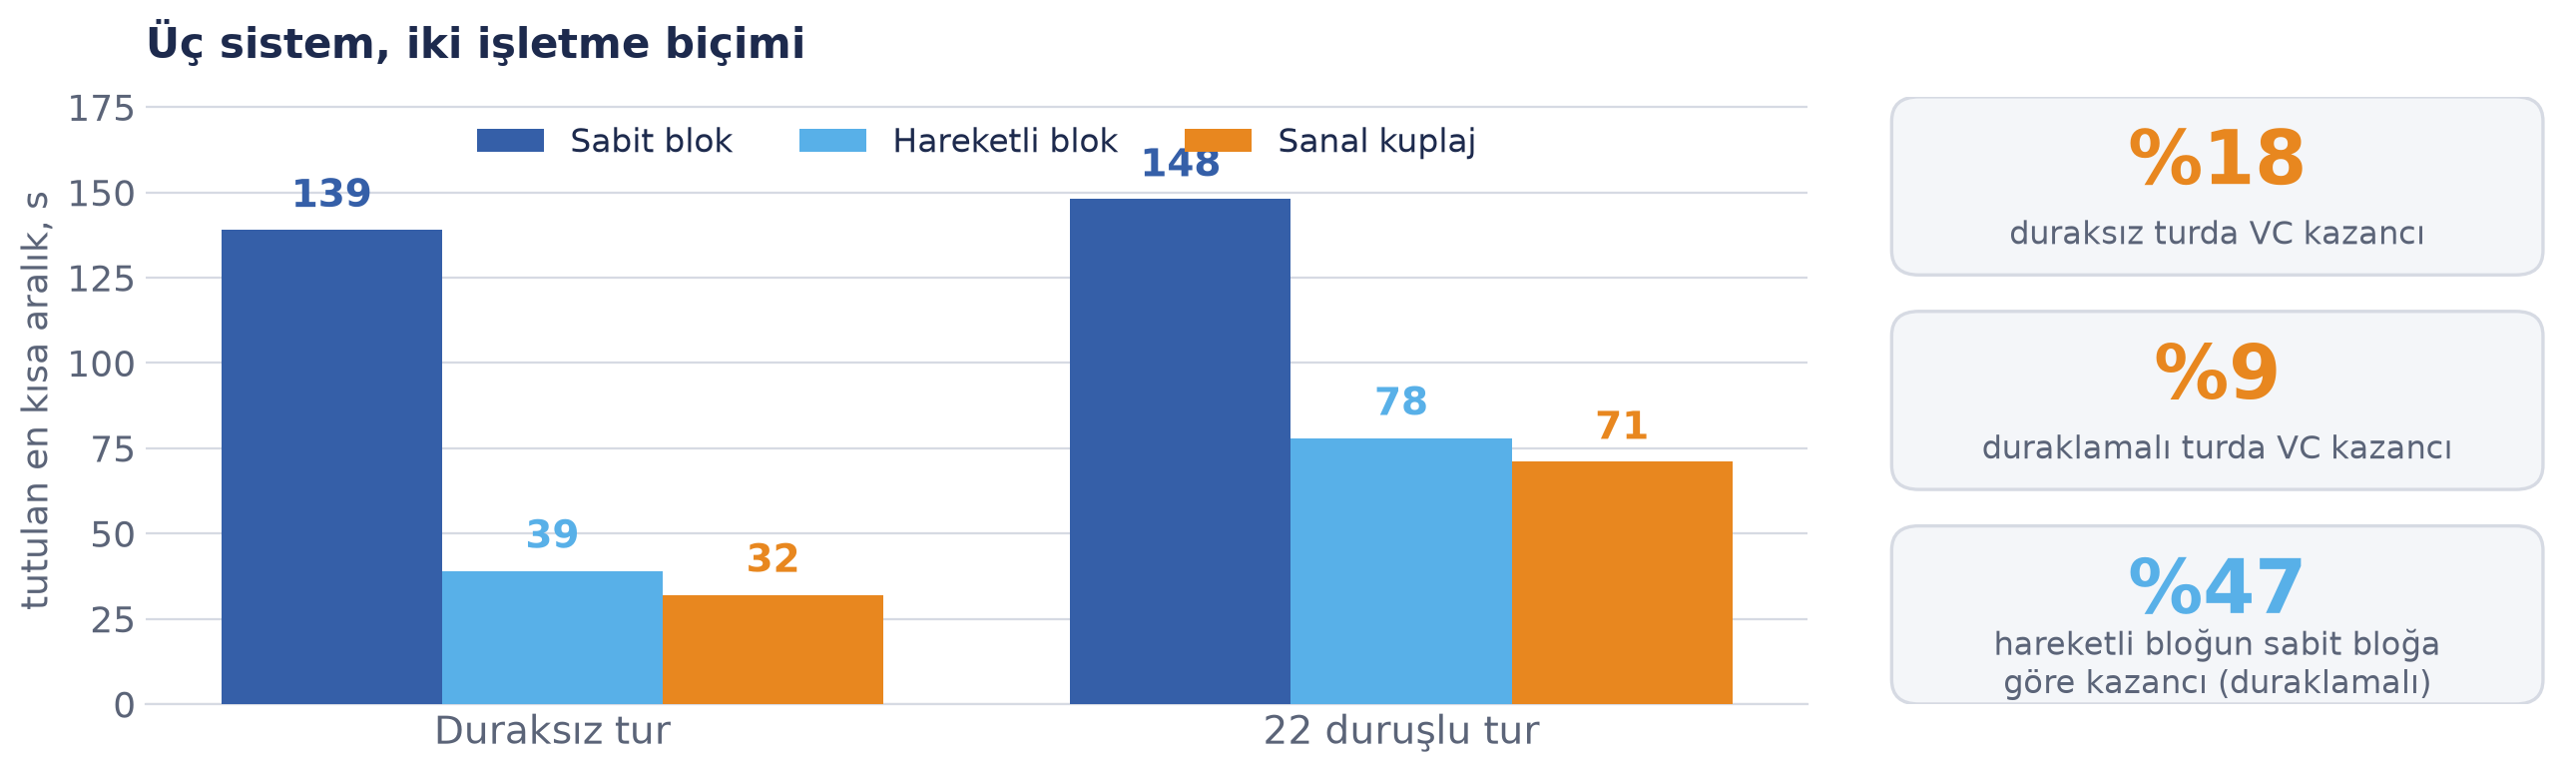 Üç sistem, iki işletme biçimi
tutulan en kısa aralık, s
175
150
125
100
75
50
25
0
Sabit blok
Hareketli blok
Sanal kuplaj
139
39
32
148
78
71
Duraksız tur
22 duruşlu tur
%18
duraksız turda VC kazancı
%9
duraklamalı turda VC kazancı
%47
hareketli bloğun sabit bloğa
göre kazancı (duraklamalı)